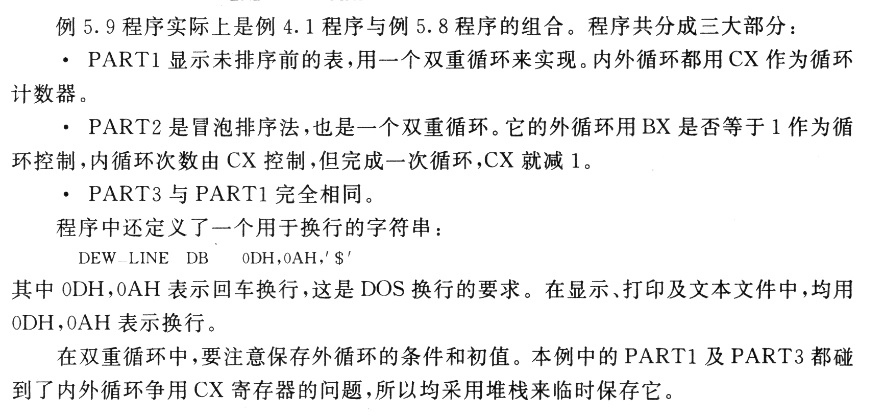 例 5.9 程序实际上是例 4.1 程序与例 5.8 程序的组合。程序共分成三大部分：
· PART1 显示未排序前的表,用一个双重循环来实现。内外循环都用 CX 作为循环
计数器。
· PART2 是冒泡排序法,也是一个双重循环。它的外循环用 BX 是否等于 1 作为循
环控制,内循环次数由 CX 控制,但完成一次循环,CX 就减 1。
· PART3 与 PART1 完全相同。
程序中还定义了一个用于换行的字符串：
DEW_LINE DB 0DH,0AH,'$'
其中 0DH,0AH 表示回车换行,这是 DOS 换行的要求。在显示、打印及文本文件中,均用
0DH,0AH 表示换行。
在双重循环中,要注意保存外循环的条件和初值。本例中的 PART1 及 PART3 都碰
到了内外循环争用 CX 寄存器的问题,所以均采用堆栈来临时保存它。